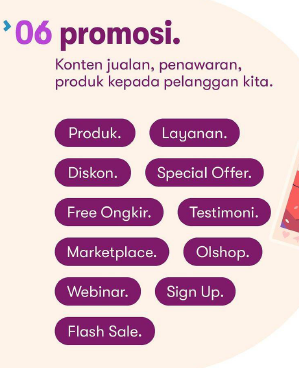 06 promosi.
Konten jualan, penawaran,
produk kepada pelanggan kita.
Produk. Layanan.
Diskon. Special Offer.
Free Ongkir. Testimoni.
Marketplace. Olshop.
Webinar. Sign Up.
Flash Sale.